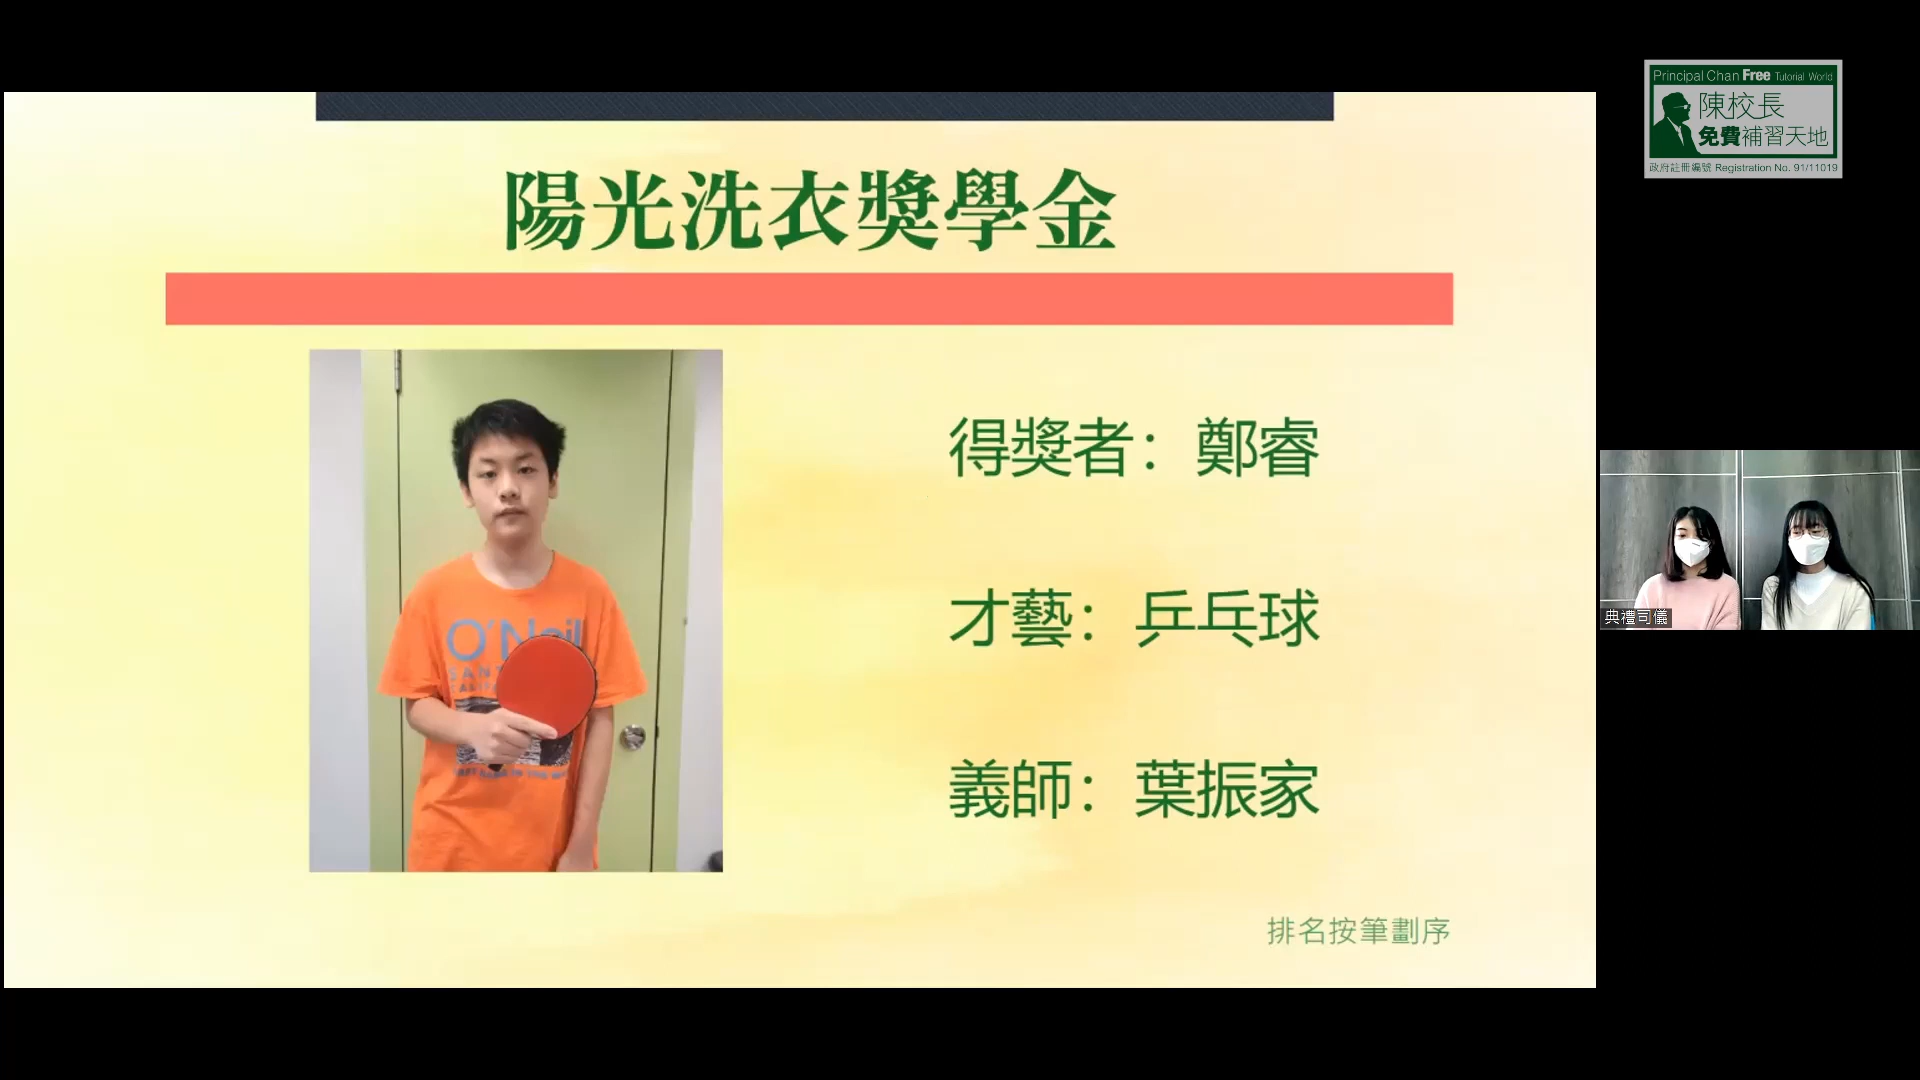 Principal Chan Free Tutorial World
陳校長
免費補習天地
政府註冊編號 Registration No. 91/11019
陽光洗衣獎學金
得獎者：鄭睿
才藝：乒乓球
義師：葉振家
排名按筆劃序
O'Neill
典禮司儀